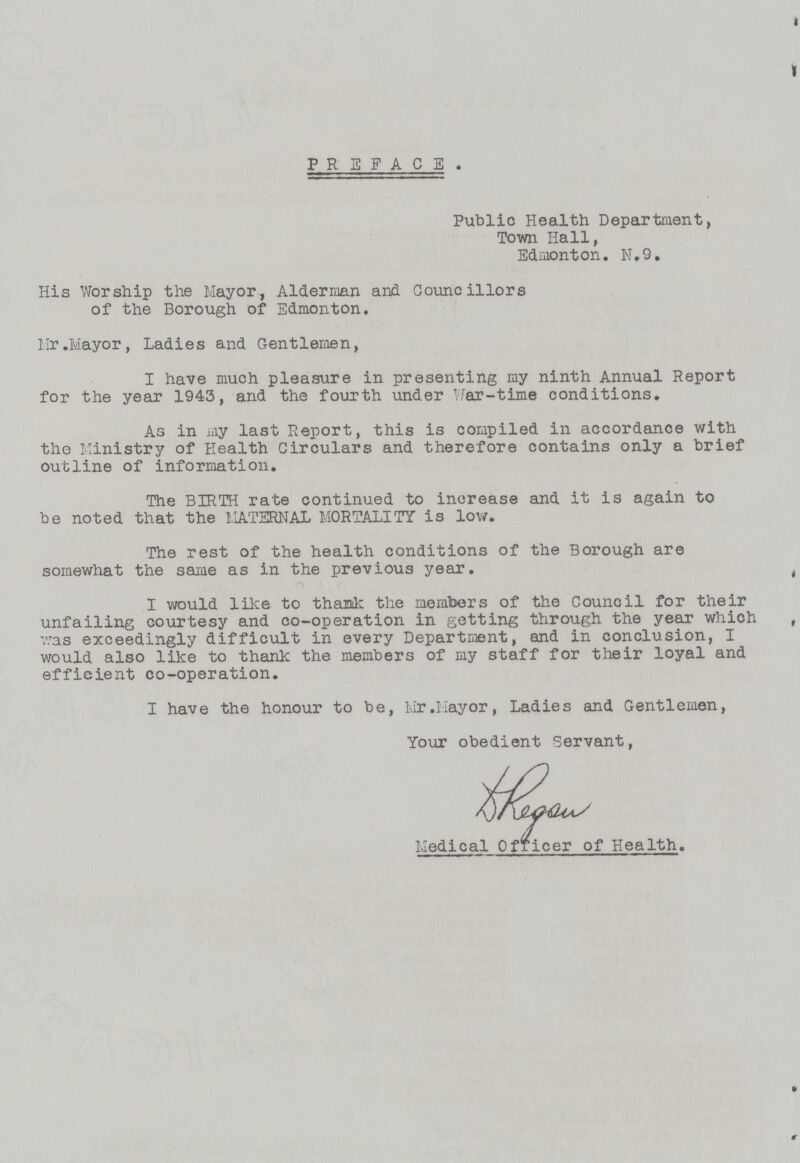 P R E F A C E .
Public Health Department,
Town Hall,
Edmonton. N.9.
His Worship the Mayor, Alderman and Councillors
of the Borough of Edmonton.
Mr.Mayor, Ladies and Gentlemen,
I have much pleasure in presenting my ninth Annual Report
for the year 1943, and the fourth under War-time conditions.
As in my last Report, this is compiled in accordance with
the Ministry of Health Circulars and therefore contains only a brief
outline of information.
The BIRTH rate continued to increase and it is again to
be noted that the MATERNAL MORTALITY is low.
The rest of the health conditions of the Borough are
somewhat the same as in the previous year.
I would like to thank the members of the Council for their
unfailing courtesy and co-operation in getting through the year which
was exceedingly difficult in every Department, and in conclusion, I
would also like to thank the members of my staff for their loyal and
efficient co-operation.
I have the honour to be, Mr.Mayor, Ladies and Gentlemen,
Your obedient Servant,
D Regan
Medical Officer of Health.